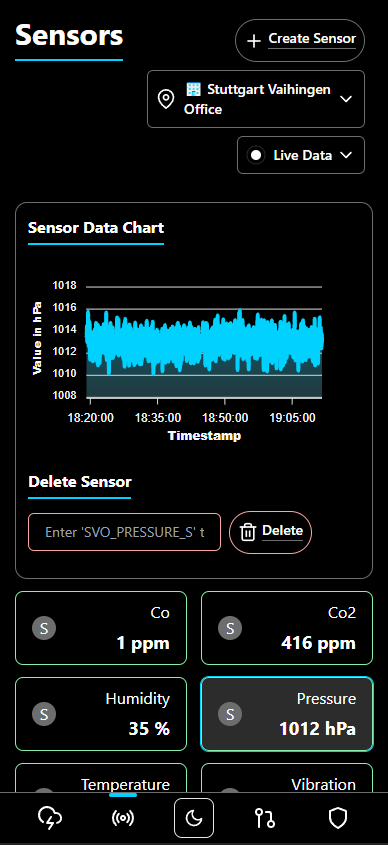 Sensors
Create Sensor
🏢 Stuttgart Vaihingen
Office
Live Data
Sensor Data Chart
1018
1016
1014
1012
1010
1008
Value in hPa
18:20:00 18:35:00 18:50:00 19:05:00
Timestamp
Delete Sensor
Enter 'SVO_PRESSURE_S' t
Delete
S Co
1 ppm
S Co2
416 ppm
S Humidity
35 %
S Pressure
1012 hPa
Temperature
Vibration